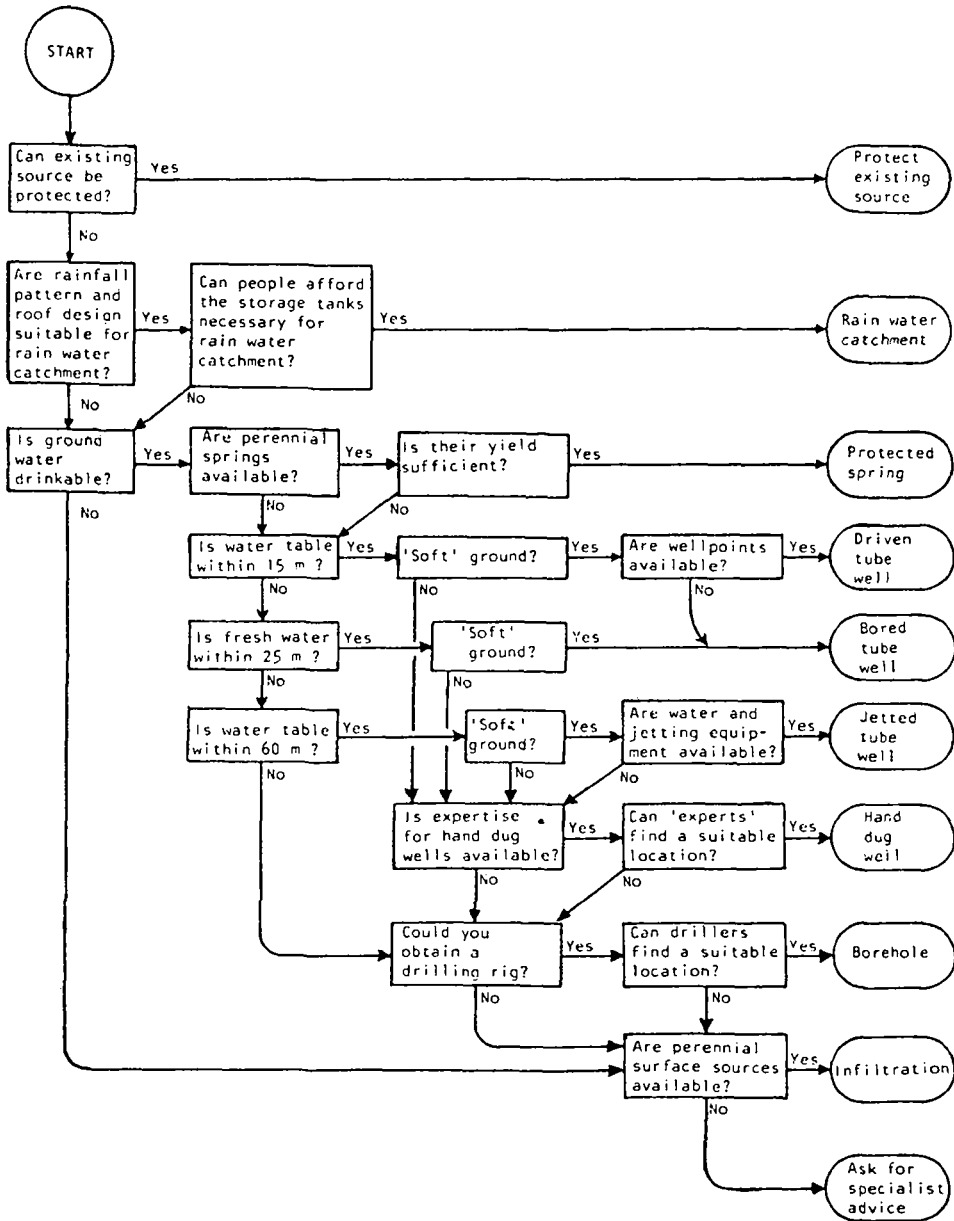 START
Can existing
source be
protected?
Yes
Protect
existing
source
No
Are rainfall
pattern and
roof design
suitable for
rain water
catchment?
Yes
Can people afford
the storage tanks
necessary for
rain water
catchment?
Yes
Rain water
catchment
No
No
Is ground
water
drinkable?
Yes
Are perennial
springs
available?
Yes
Is their yield
sufficient?
Yes
Protected
spring
No
No
No
Is water table
within 15 m ?
Yes
'Soft' ground?
Yes
Are wellpoints
available?
Yes
Driven
tube
well
No
No
No
Is fresh water
within 25 m ?
Yes
'Soft'
ground?
Yes
Bored
tube
well
No
No
Is water table
within 60 m ?
Yes
'Soft'
ground?
Yes
Are water and
jetting equip-
ment available?
Yes
Jetted
tube
well
No
No
No
Is expertise
for hand dug
wells available?
Yes
Can 'experts'
find a suitable
location?
Yes
Hand
dug
well
No
No
Could you
obtain a
drilling rig?
Yes
Can drillers
find a suitable
location?
Yes
Borehole
No
No
Are perennial
surface sources
available?
Yes
Infiltration
No
Ask for
specialist
advice